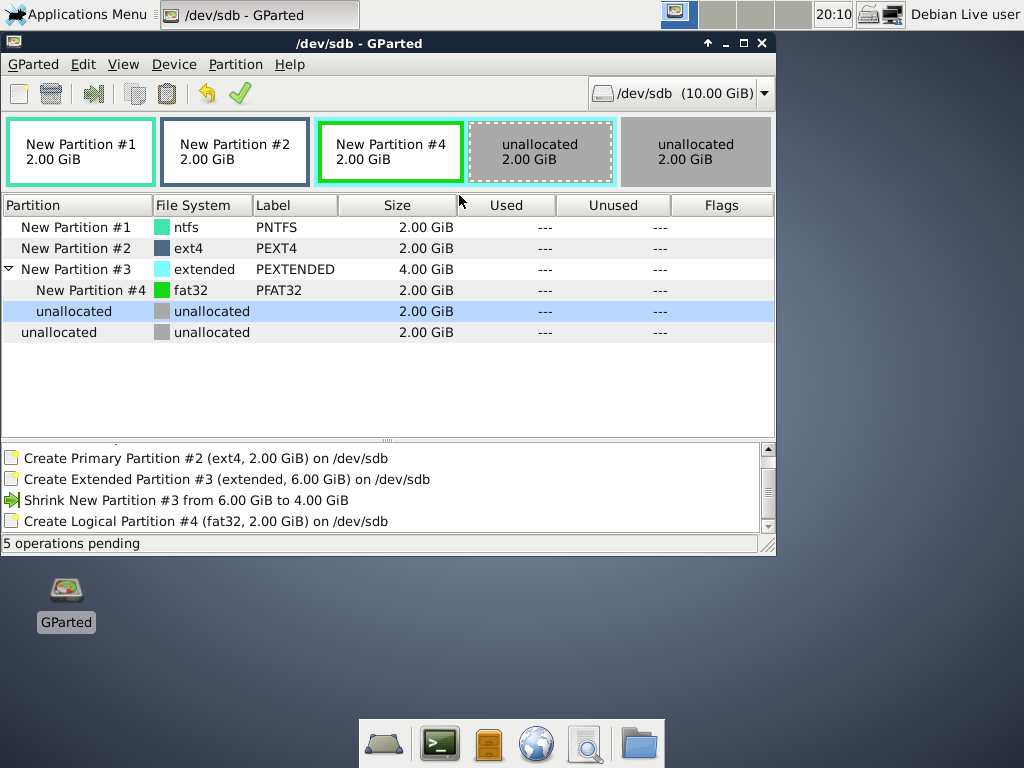 Applications Menu
/dev/sdb - GParted
20:10
Debian Live user
/dev/sdb - GParted
GParted Edit View Device Partition Help
/dev/sdb (10.00 GiB)
New Partition #1
2.00 GiB
New Partition #2
2.00 GiB
New Partition #4
2.00 GiB
unallocated
2.00 GiB
unallocated
2.00 GiB
Partition File System Label Size Used Unused Flags
New Partition #1 ntfs PNTFS 2.00 GiB --- ---
New Partition #2 ext4 PEXT4 2.00 GiB --- ---
New Partition #3 extended PEXTENDED 4.00 GiB --- ---
New Partition #4 fat32 PFAT32 2.00 GiB --- ---
unallocated unallocated 2.00 GiB --- ---
unallocated unallocated 2.00 GiB --- ---
Create Primary Partition #2 (ext4, 2.00 GiB) on /dev/sdb
Create Extended Partition #3 (extended, 6.00 GiB) on /dev/sdb
Shrink New Partition #3 from 6.00 GiB to 4.00 GiB
Create Logical Partition #4 (fat32, 2.00 GiB) on /dev/sdb
5 operations pending
GParted